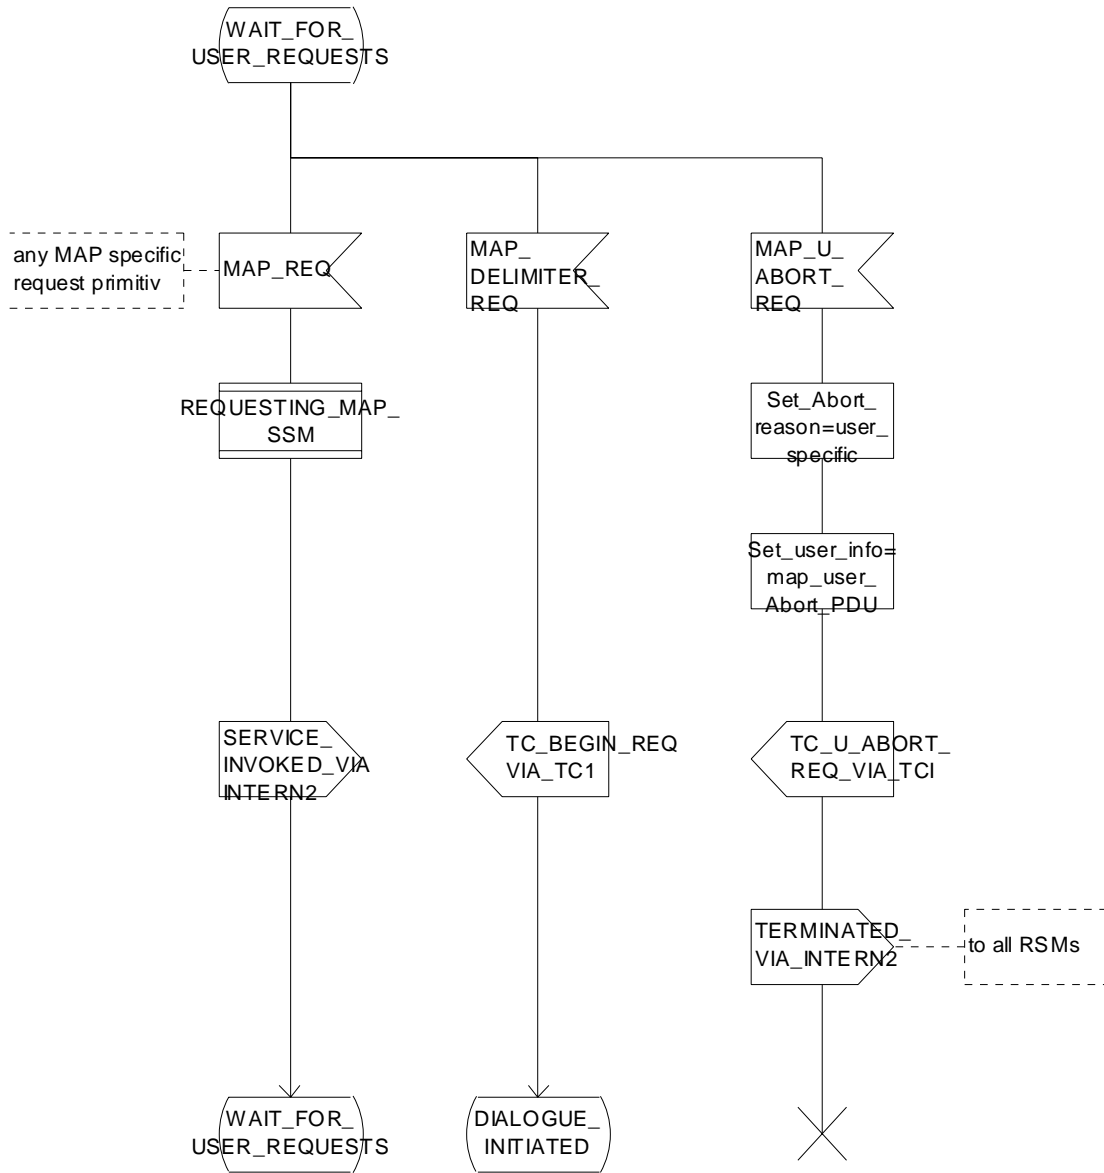 WAIT_FOR_
USER_REQUESTS
any MAP specific
request primitiv
MAP_REQ
MAP_
DELIMITER_
REQ
MAP_U_
ABORT_
REQ
REQUESTING_MAP_
SSM
Set_Abort_
reason=user_
specific
Set_user_info=
map_user_
Abort_PDU
SERVICE_
INVOKED_VIA
INTERN2
TC_BEGIN_REQ
VIA_TC1
TC_U_ABORT_
REQ_VIA_TCI
TERMINATED_
VIA_INTERN2
to all RSMs
WAIT_FOR_
USER_REQUESTS
DIALOGUE_
INITIATED